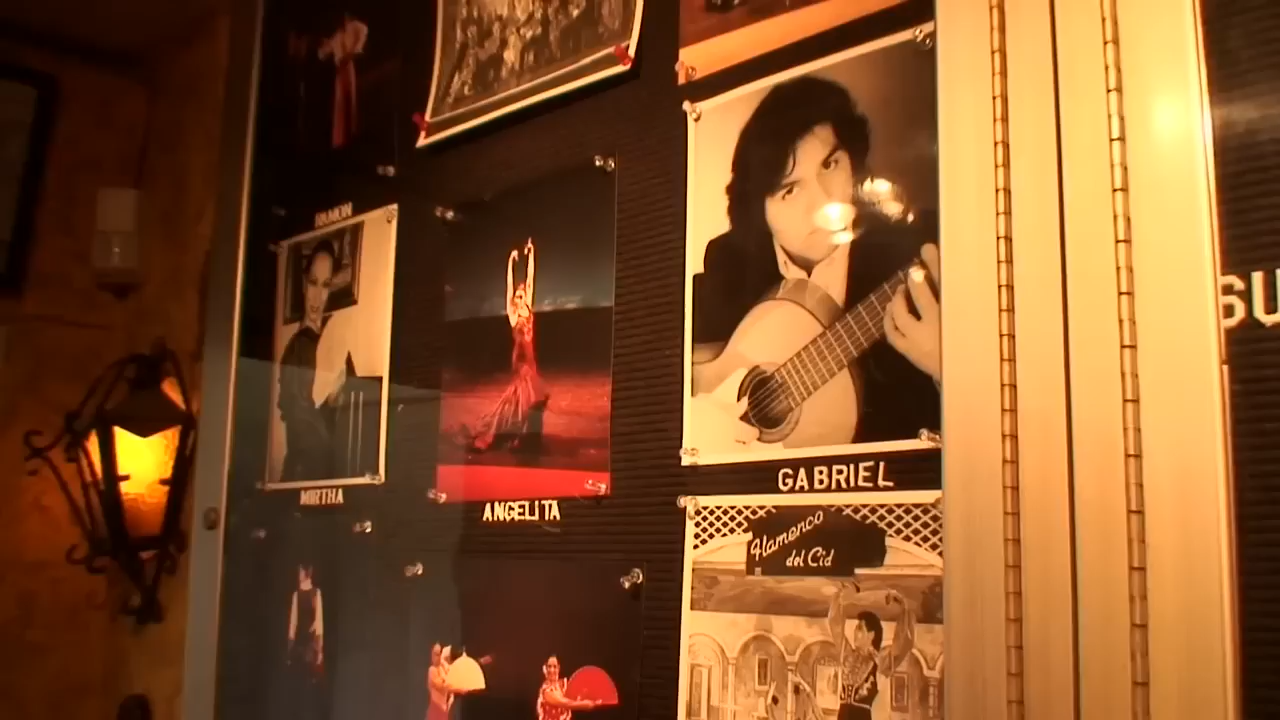 RAMON
MIRTHA
ANGELITA
GABRIEL
SU
Flamenco
del Cid